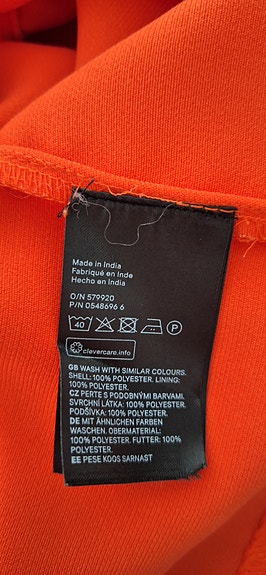 Made in India
Fabriqué en Inde
Hecho en India
O/N 579920
P/N 0548696 6
40 P
clevercare.info
GB WASH WITH SIMILAR COLOURS.
SHELL: 100% POLYESTER. LINING:
100% POLYESTER.
CZ PERTE S PODOBNÝMI BARVAMI.
SVRCHNÍ LÁTKA: 100% POLYESTER.
PODŠÍVKA: 100% POLYESTER.
DE MIT ÄHNLICHEN FARBEN
WASCHEN. OBERMATERIAL:
100% POLYESTER. FUTTER: 100%
POLYESTER.
EE PESE KOOS SARNAST